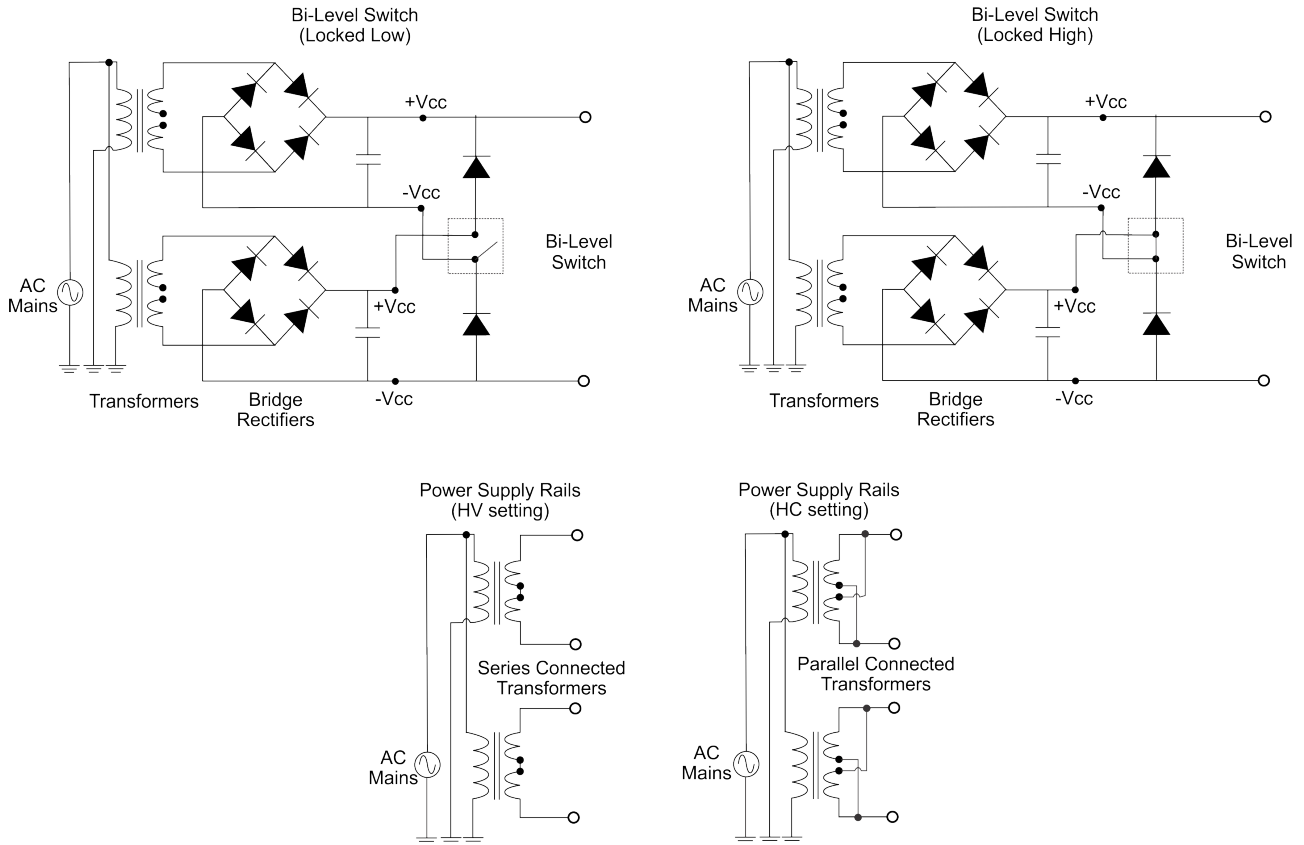 Bi-Level Switch
(Locked Low)
+Vcc
-Vcc
Bi-Level
Switch
AC
Mains
+Vcc
-Vcc
Transformers
Bridge
Rectifiers
Bi-Level Switch
(Locked High)
+Vcc
-Vcc
Bi-Level
Switch
AC
Mains
+Vcc
-Vcc
Transformers
Bridge
Rectifiers
Power Supply Rails
(HV setting)
Series Connected
Transformers
AC
Mains
Power Supply Rails
(HC setting)
Parallel Connected
Transformers
AC
Mains